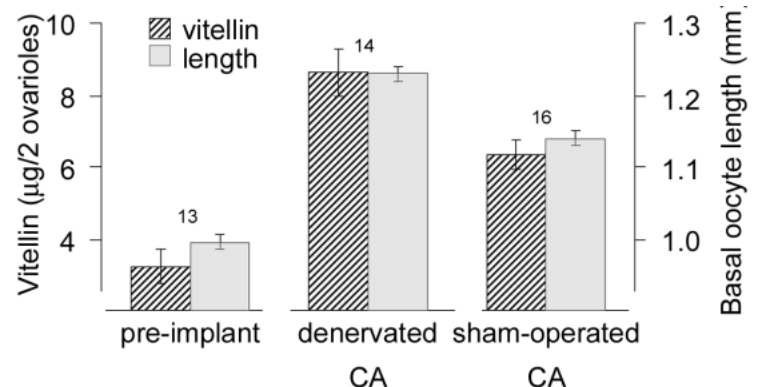 Vitellin (μg/2 ovarioles)
10
8
6
4
vitellin
length
13
14
16
1.3
1.2
1.1
1.0
Basal oocyte length (mm)
pre-implant
denervated
CA
sham-operated
CA